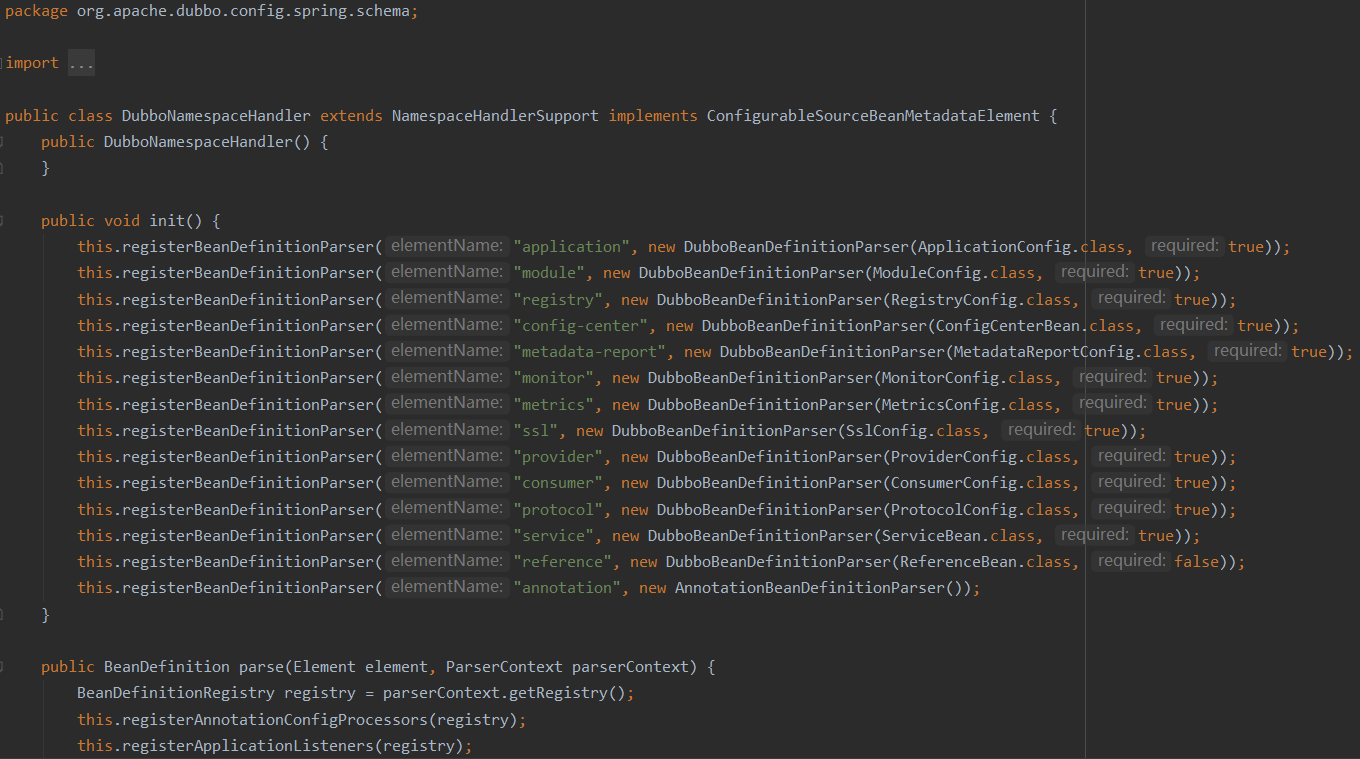 package org.apache.dubbo.config.spring.schema;
import ...
public class DubboNamespaceHandler extends NamespaceHandlerSupport implements ConfigurableSourceBeanMetadataElement {
public DubboNamespaceHandler() {
}
public void init() {
this.registerBeanDefinitionParser( elementName: "application", new DubboBeanDefinitionParser(ApplicationConfig.class, required: true));
this.registerBeanDefinitionParser( elementName: "module", new DubboBeanDefinitionParser(ModuleConfig.class, required: true));
this.registerBeanDefinitionParser( elementName: "registry", new DubboBeanDefinitionParser(RegistryConfig.class, required: true));
this.registerBeanDefinitionParser( elementName: "config-center", new DubboBeanDefinitionParser(ConfigCenterBean.class, required: true));
this.registerBeanDefinitionParser( elementName: "metadata-report", new DubboBeanDefinitionParser(MetadataReportConfig.class, required: true));
this.registerBeanDefinitionParser( elementName: "monitor", new DubboBeanDefinitionParser(MonitorConfig.class, required: true));
this.registerBeanDefinitionParser( elementName: "metrics", new DubboBeanDefinitionParser(MetricsConfig.class, required: true));
this.registerBeanDefinitionParser( elementName: "ssl", new DubboBeanDefinitionParser(SslConfig.class, required: true));
this.registerBeanDefinitionParser( elementName: "provider", new DubboBeanDefinitionParser(ProviderConfig.class, required: true));
this.registerBeanDefinitionParser( elementName: "consumer", new DubboBeanDefinitionParser(ConsumerConfig.class, required: true));
this.registerBeanDefinitionParser( elementName: "protocol", new DubboBeanDefinitionParser(ProtocolConfig.class, required: true));
this.registerBeanDefinitionParser( elementName: "service", new DubboBeanDefinitionParser(ServiceBean.class, required: true));
this.registerBeanDefinitionParser( elementName: "reference", new DubboBeanDefinitionParser(ReferenceBean.class, required: false));
this.registerBeanDefinitionParser( elementName: "annotation", new AnnotationBeanDefinitionParser());
}
public BeanDefinition parse(Element element, ParserContext parserContext) {
BeanDefinitionRegistry registry = parserContext.getRegistry();
this.registerAnnotationConfigProcessors(registry);
this.registerApplicationListeners(registry);